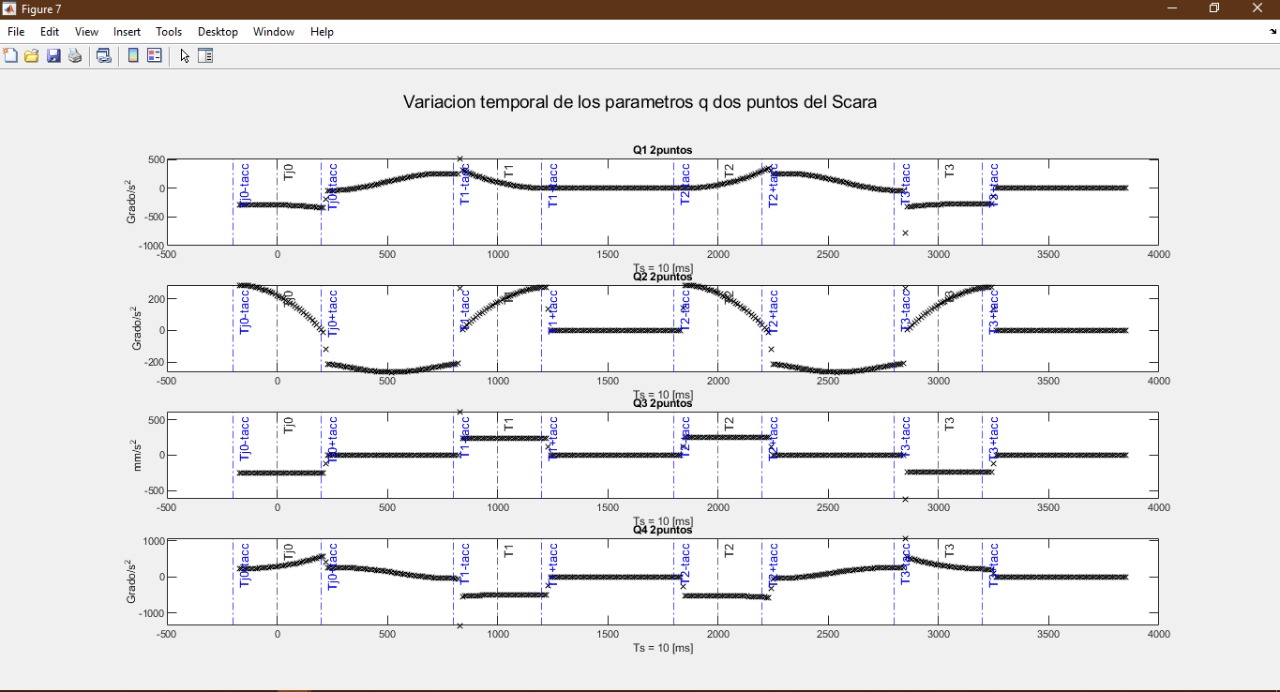 Figure 7
File Edit View Insert Tools Desktop Window Help
Variacion temporal de los parametros q dos puntos del Scara
Q1 2puntos
Grado/s²
500
0
-500
-1000
Tj0-tacc Tj0 Tj0+tacc T1-tacc T1 T1+tacc T2-tacc T2 T2+tacc T3-tacc T3 T3+tacc
-500 0 500 1000 1500 2000 2500 3000 3500 4000
Ts = 10 [ms]
Q2 2puntos
Grado/s²
200
0
-200
Tj0-tacc Tj0 Tj0+tacc T1-tacc T1 T1+tacc T2-tacc T2 T2+tacc T3-tacc T3 T3+tacc
-500 0 500 1000 1500 2000 2500 3000 3500 4000
Ts = 10 [ms]
Q3 2puntos
mm/s²
500
0
-500
Tj0-tacc Tj0 Tj0+tacc T1-tacc T1 T1+tacc T2-tacc T2 T2+tacc T3-tacc T3 T3+tacc
-500 0 500 1000 1500 2000 2500 3000 3500 4000
Ts = 10 [ms]
Q4 2puntos
Grado/s²
1000
0
-1000
Tj0-tacc Tj0 Tj0+tacc T1-tacc T1 T1+tacc T2-tacc T2 T2+tacc T3-tacc T3 T3+tacc
-500 0 500 1000 1500 2000 2500 3000 3500 4000
Ts = 10 [ms]